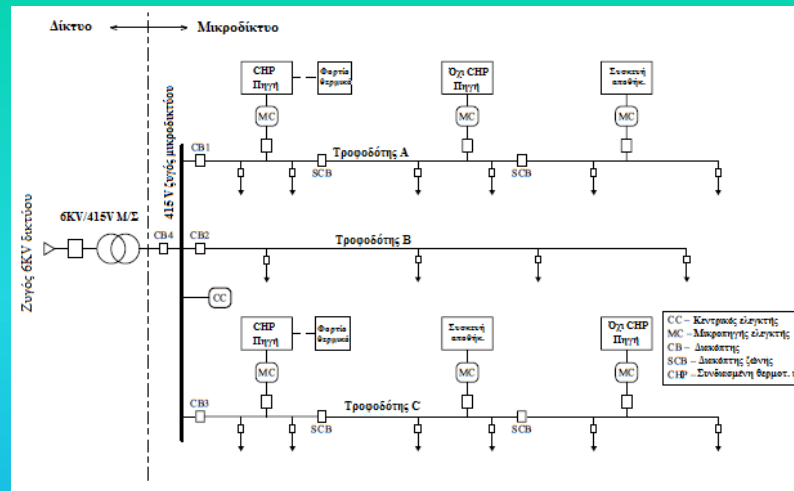 Δίκτυο
Μικροδίκτυο
CHP
Πηγή
Φορτία
θερμικά
Όχι CHP
Πηγή
Συσκευή
αποθήκ.
MC
MC
MC
CB1
Τροφοδότης A
SCB
SCB
415 V ζυγός μικροδικτύου
Ζυγός 6KV δικτύου
6KV/415V Μ/Σ
CB4
CB2
Τροφοδότης B
CC
CHP
Πηγή
Φορτία
θερμικά
Συσκευή
αποθήκ.
Όχι CHP
Πηγή
MC
MC
MC
CB3
Τροφοδότης C
SCB
SCB
CC – Κεντρικός ελεγκτής
MC – Μικροπηγής ελεγκτής
CB – Διακόπτης
SCB – Διακόπτης ζώνης
CHP – Συνδιασμένη θερμοτ.